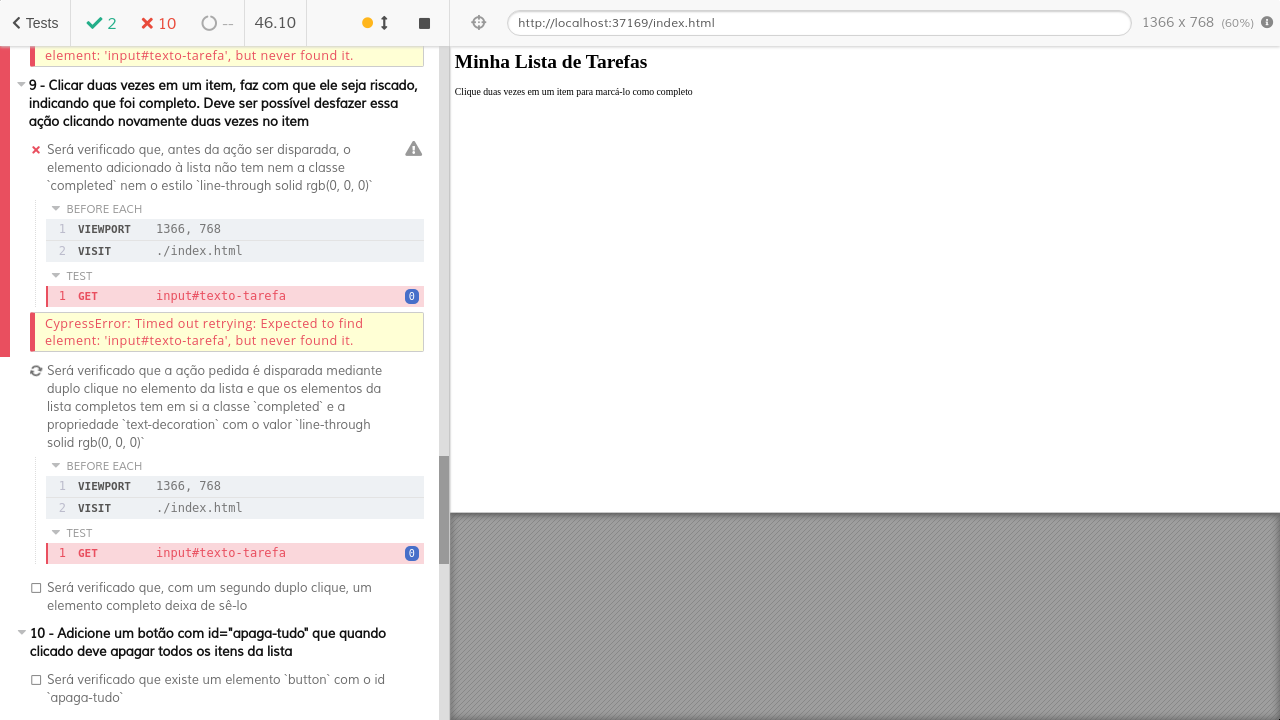 Tests
2
10
--
46.10
http://localhost:37169/index.html
1366 x 768 (60%)
element: 'input#texto-tarefa', but never found it.
9 - Clicar duas vezes em um item, faz com que ele seja riscado,
indicando que foi completo. Deve ser possível desfazer essa
ação clicando novamente duas vezes no item
Será verificado que, antes da ação ser disparada, o
elemento adicionado à lista não tem nem a classe
`completed` nem o estilo `line-through solid rgb(0, 0, 0)`
BEFORE EACH
1 VIEWPORT 1366, 768
2 VISIT ./index.html
TEST
1 GET input#texto-tarefa 0
CypressError: Timed out retrying: Expected to find
element: 'input#texto-tarefa', but never found it.
Será verificado que a ação pedida é disparada mediante
duplo clique no elemento da lista e que os elementos da
lista completos tem em si a classe `completed` e a
propriedade `text-decoration` com o valor `line-through
solid rgb(0, 0, 0)`
BEFORE EACH
1 VIEWPORT 1366, 768
2 VISIT ./index.html
TEST
1 GET input#texto-tarefa 0
Será verificado que, com um segundo duplo clique, um
elemento completo deixa de sê-lo
10 - Adicione um botão com id="apaga-tudo" que quando
clicado deve apagar todos os itens da lista
Será verificado que existe um elemento `button` com o id
`apaga-tudo`
Minha Lista de Tarefas
Clique duas vezes em um item para marcá-lo como completo